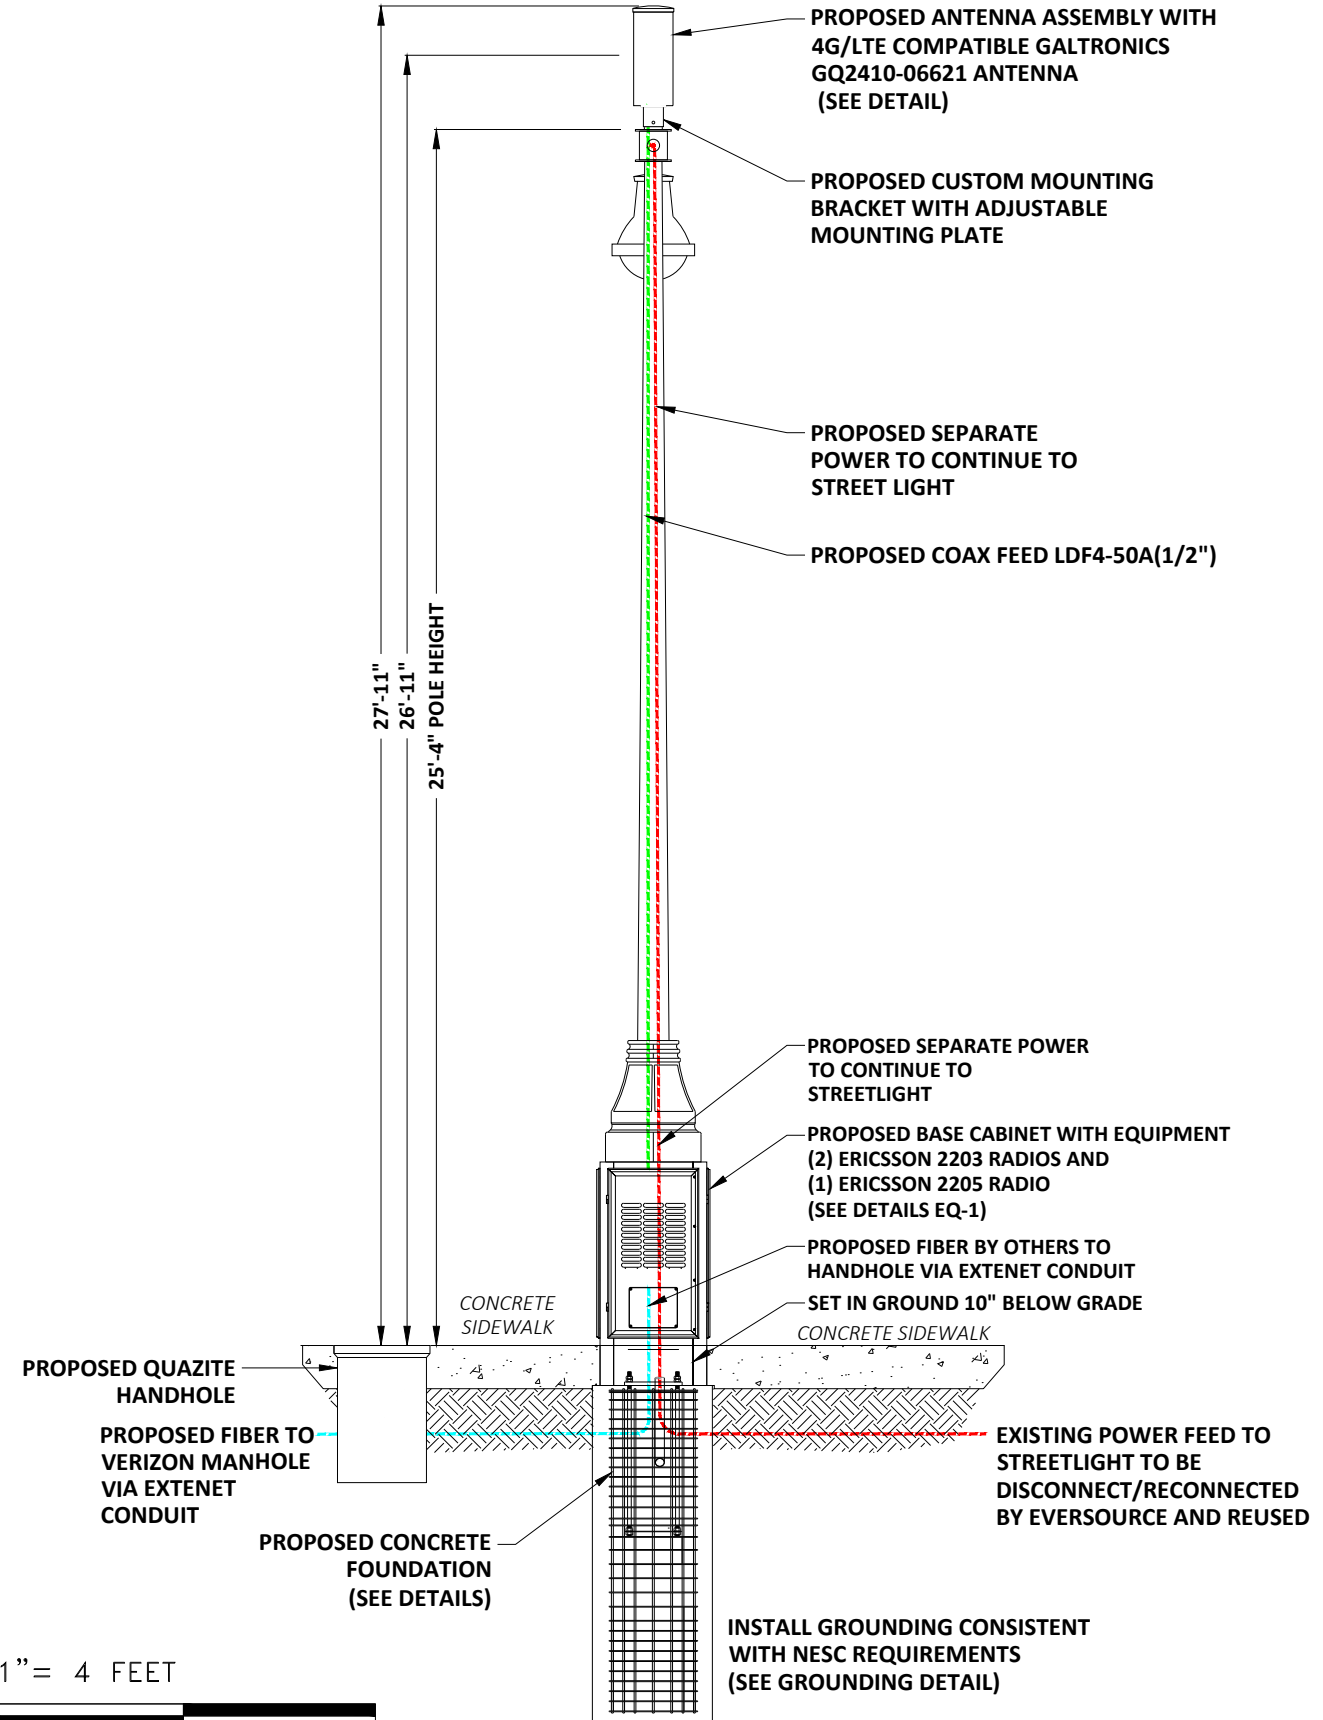 PROPOSED ANTENNA ASSEMBLY WITH
4G/LTE COMPATIBLE GALTRONICS
GQ2410-06621 ANTENNA
(SEE DETAIL)
PROPOSED CUSTOM MOUNTING
BRACKET WITH ADJUSTABLE
MOUNTING PLATE
PROPOSED SEPARATE
POWER TO CONTINUE TO
STREET LIGHT
PROPOSED COAX FEED LDF4-50A(1/2")
27'-11"
26'-11"
25'-4" POLE HEIGHT
PROPOSED SEPARATE POWER
TO CONTINUE TO
STREETLIGHT
PROPOSED BASE CABINET WITH EQUIPMENT
(2) ERICSSON 2203 RADIOS AND
(1) ERICSSON 2205 RADIO
(SEE DETAILS EQ-1)
PROPOSED FIBER BY OTHERS TO
HANDHOLE VIA EXTENET CONDUIT
SET IN GROUND 10" BELOW GRADE
CONCRETE
SIDEWALK
CONCRETE SIDEWALK
PROPOSED QUAZITE
HANDHOLE
PROPOSED FIBER TO
VERIZON MANHOLE
VIA EXTENET
CONDUIT
EXISTING POWER FEED TO
STREETLIGHT TO BE
DISCONNECT/RECONNECTED
BY EVERSOURCE AND REUSED
PROPOSED CONCRETE
FOUNDATION
(SEE DETAILS)
INSTALL GROUNDING CONSISTENT
WITH NESC REQUIREMENTS
(SEE GROUNDING DETAIL)
1"= 4 FEET